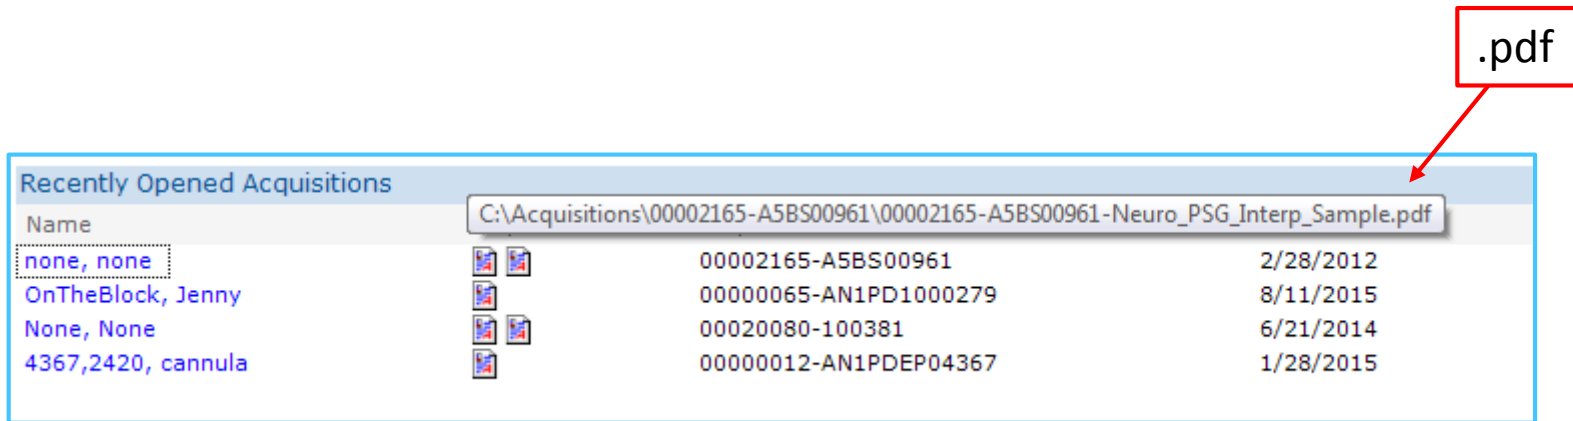 .pdf
Recently Opened Acquisitions
C:\Acquisitions\00002165-A5BS00961\00002165-A5BS00961-Neuro_PSG_Interp_Sample.pdf
Name
none, none 00002165-A5BS00961 2/28/2012
OnTheBlock, Jenny 00000065-AN1PD1000279 8/11/2015
None, None 00020080-100381 6/21/2014
4367,2420, cannula 00000012-AN1PDEP04367 1/28/2015